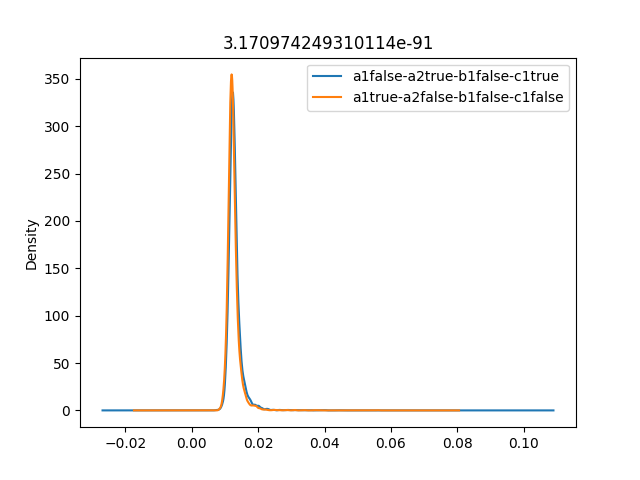 3.170974249310114e-91
a1false-a2true-b1false-c1true
a1true-a2false-b1false-c1false
Density
350
300
250
200
150
100
50
0
−0.02 0.00 0.02 0.04 0.06 0.08 0.10